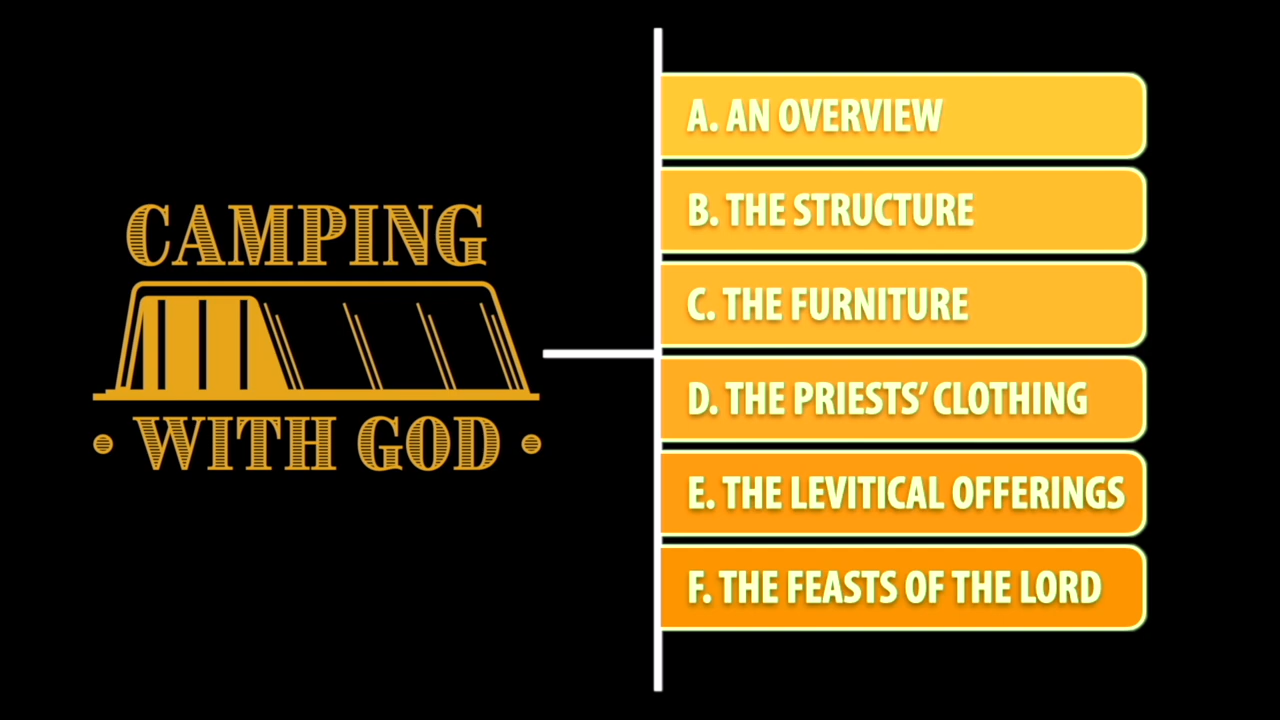 CAMPING
• WITH GOD •
A. AN OVERVIEW
B. THE STRUCTURE
C. THE FURNITURE
D. THE PRIESTS’ CLOTHING
E. THE LEVITICAL OFFERINGS
F. THE FEASTS OF THE LORD